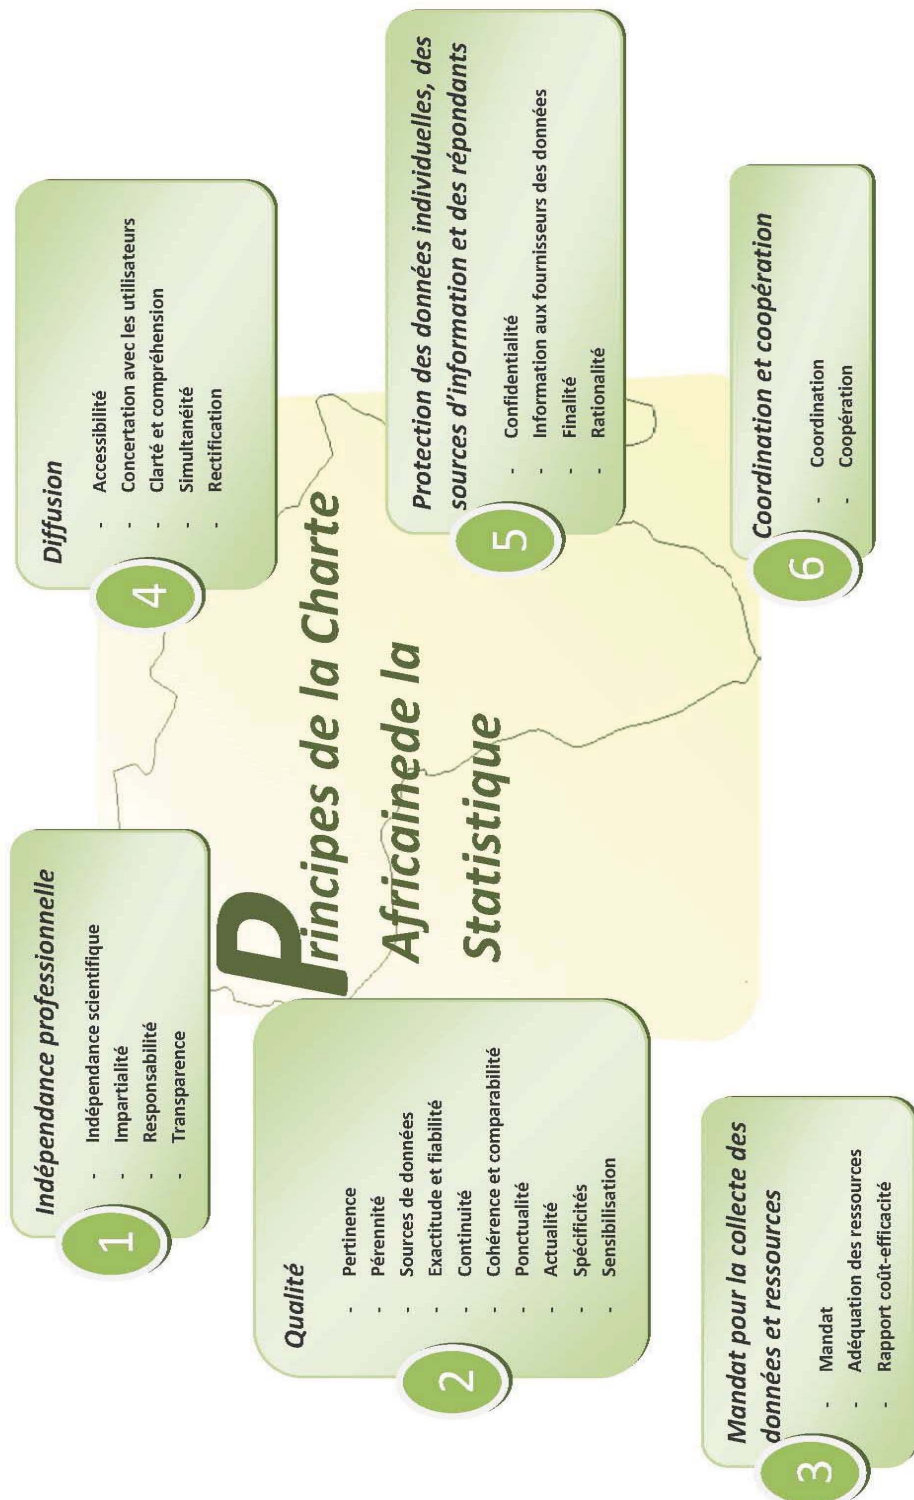 Principes de la Charte
Africainede la
Statistique
1
Indépendance professionnelle
- Indépendance scientifique
- Impartialité
- Responsabilité
- Transparence
2
Qualité
- Pertinence
- Pérennité
- Sources de données
- Exactitude et fiabilité
- Continuité
- Cohérence et comparabilité
- Ponctualité
- Actualité
- Spécificités
- Sensibilisation
3
Mandat pour la collecte des
données et ressources
- Mandat
- Adéquation des ressources
- Rapport coût-efficacité
4
Diffusion
- Accessibilité
- Concertation avec les utilisateurs
- Clarté et compréhension
- Simultanéité
- Rectification
5
Protection des données individuelles, des
sources d'information et des répondants
- Confidentialité
- Information aux fournisseurs des données
- Finalité
- Rationalité
6
Coordination et coopération
- Coordination
- Coopération